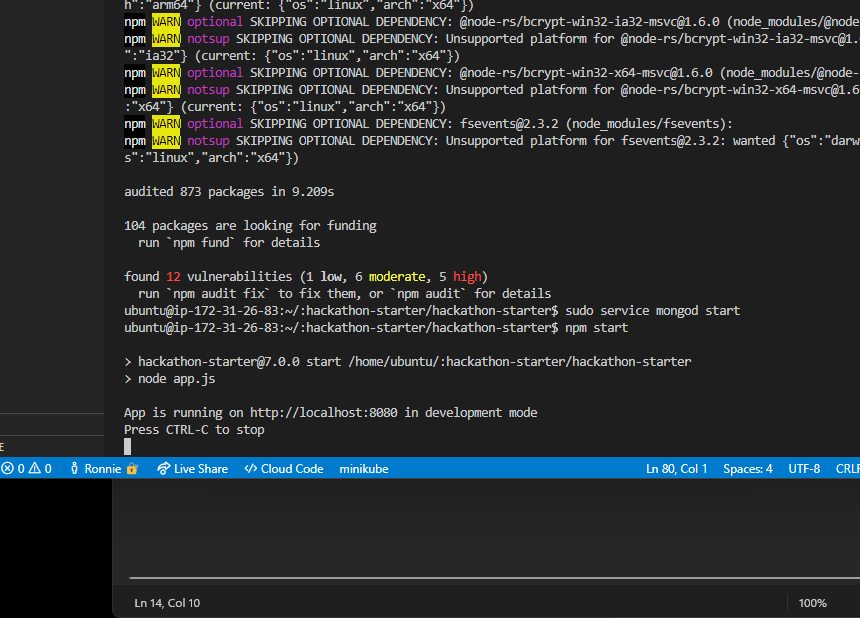 h":"arm64"} (current: {"os":"linux","arch":"x64"})
npm WARN optional SKIPPING OPTIONAL DEPENDENCY: @node-rs/bcrypt-win32-ia32-msvc@1.6.0 (node_modules/@node
npm WARN notsup SKIPPING OPTIONAL DEPENDENCY: Unsupported platform for @node-rs/bcrypt-win32-ia32-msvc@1.
":"ia32"} (current: {"os":"linux","arch":"x64"})
npm WARN optional SKIPPING OPTIONAL DEPENDENCY: @node-rs/bcrypt-win32-x64-msvc@1.6.0 (node_modules/@node-
npm WARN notsup SKIPPING OPTIONAL DEPENDENCY: Unsupported platform for @node-rs/bcrypt-win32-x64-msvc@1.6
:"x64"} (current: {"os":"linux","arch":"x64"})
npm WARN optional SKIPPING OPTIONAL DEPENDENCY: fsevents@2.3.2 (node_modules/fsevents):
npm WARN notsup SKIPPING OPTIONAL DEPENDENCY: Unsupported platform for fsevents@2.3.2: wanted {"os":"darw
s":"linux","arch":"x64"})
audited 873 packages in 9.209s
104 packages are looking for funding
run `npm fund` for details
found 12 vulnerabilities (1 low, 6 moderate, 5 high)
run `npm audit fix` to fix them, or `npm audit` for details
ubuntu@ip-172-31-26-83:~/:hackathon-starter/hackathon-starter$ sudo service mongod start
ubuntu@ip-172-31-26-83:~/:hackathon-starter/hackathon-starter$ npm start
> hackathon-starter@7.0.0 start /home/ubuntu/:hackathon-starter/hackathon-starter
> node app.js
App is running on http://localhost:8080 in development mode
Press CTRL-C to stop
E
0 0 Ronnie Live Share Cloud Code minikube Ln 80, Col 1 Spaces: 4 UTF-8 CRLF
Ln 14, Col 10 100%